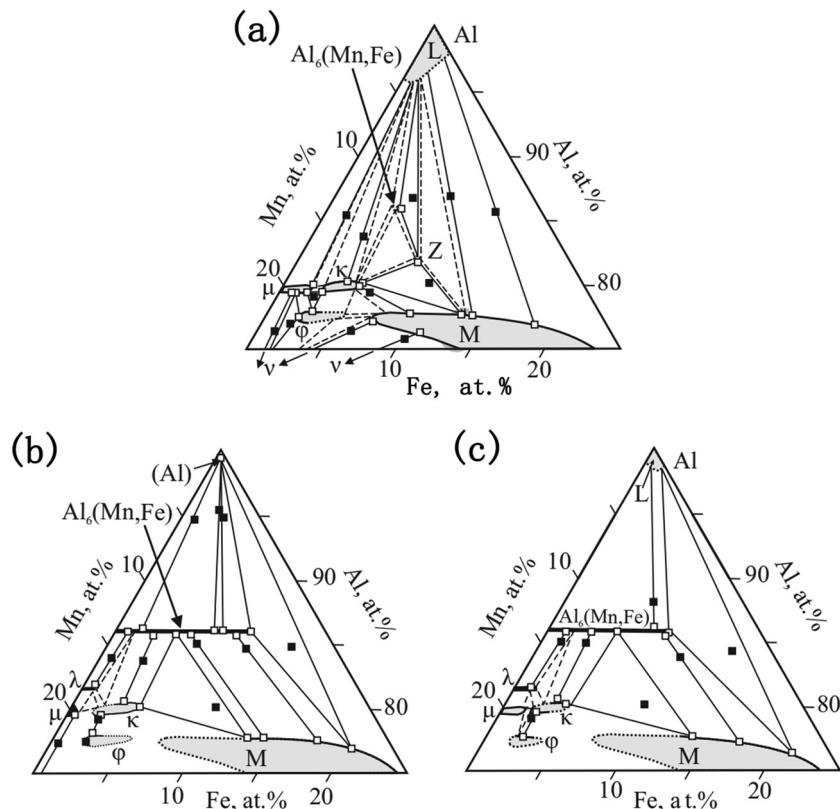 (a)
Al
L
Al₆(Mn,Fe)
10
90
Mn, at.%
Al, at.%
Z
20
κ
80
μ
φ
M
ν
ν
10
20
Fe, at.%
(b)
(Al)
Al₆(Mn,Fe)
10
90
Mn, at.%
Al, at.%
λ
20
80
μ
κ
φ
M
10
20
Fe, at.%
(c)
Al
L
10
90
Mn, at.%
Al, at.%
Al₆(Mn,Fe)
λ
20
80
μ
κ
φ
M
10
20
Fe, at.%